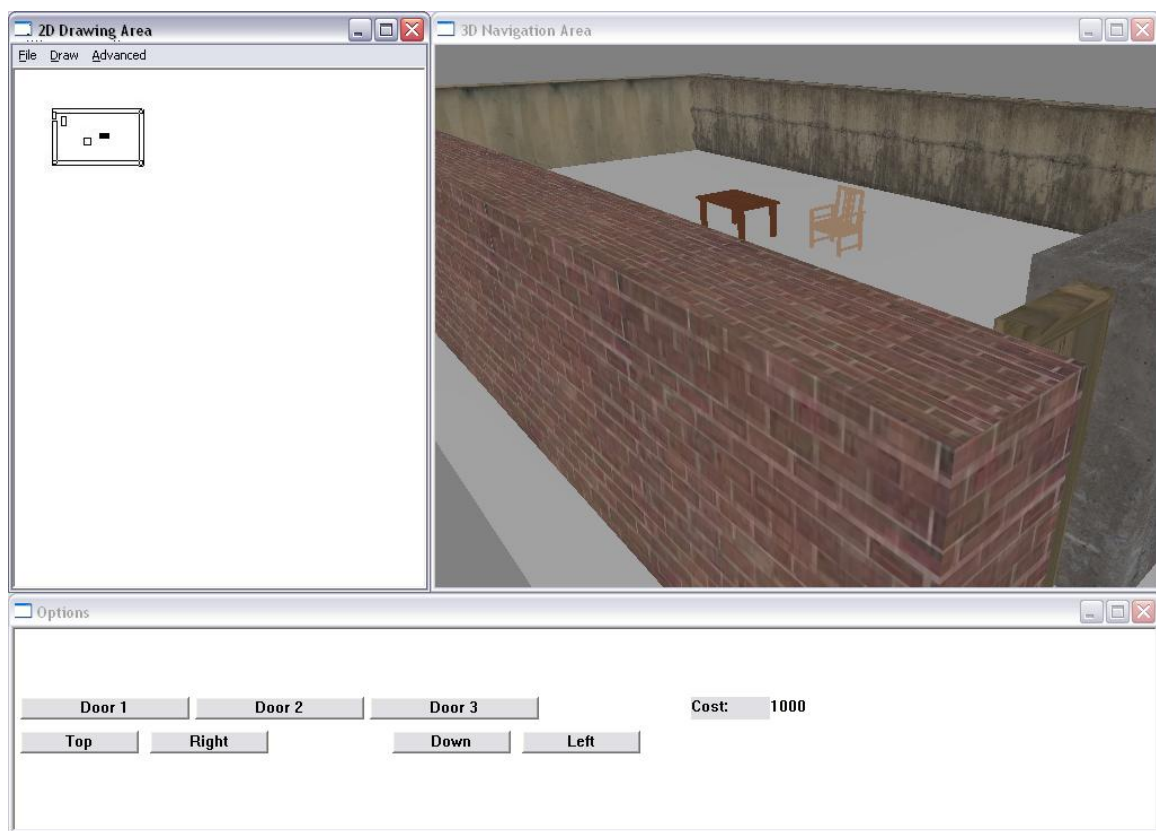 2D Drawing Area
File Draw Advanced
3D Navigation Area
Options
Door 1 Door 2 Door 3 Cost: 1000
Top Right Down Left